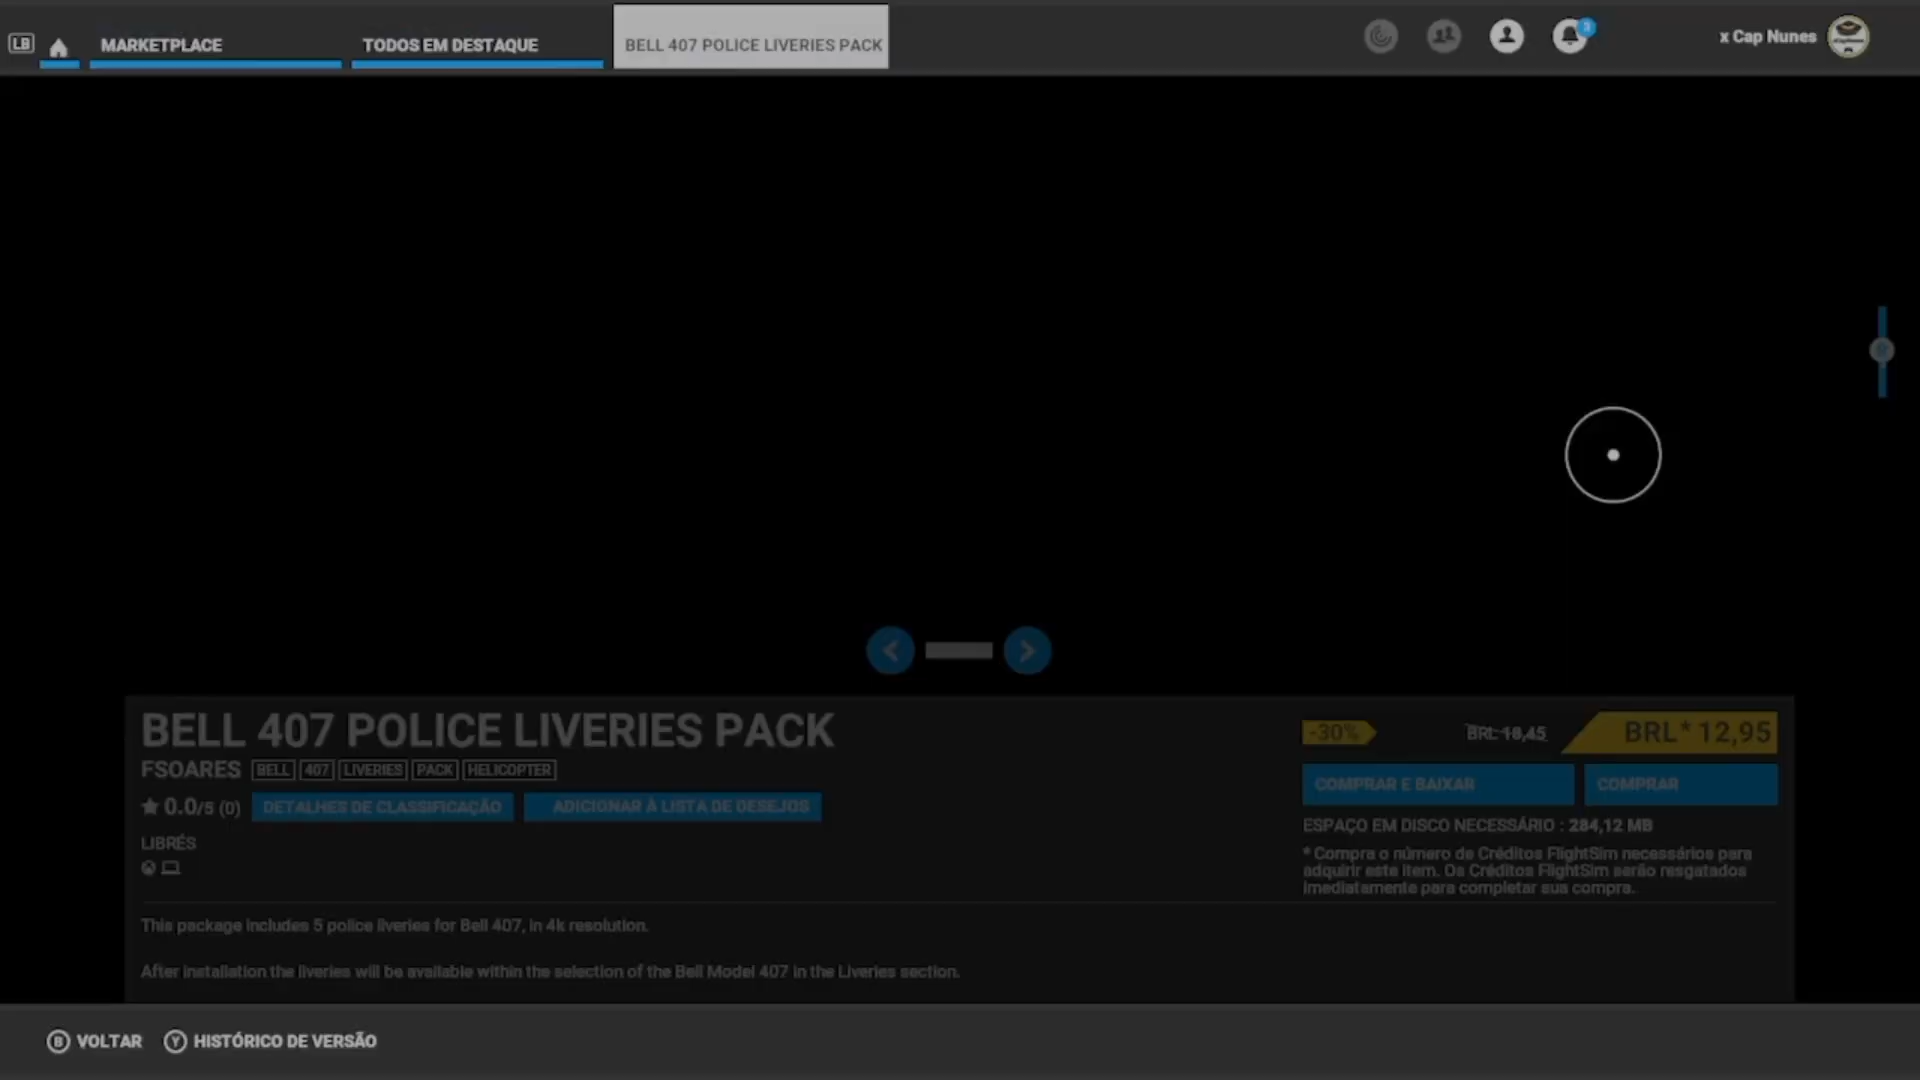 LB MARKETPLACE TODOS EM DESTAQUE BELL 407 POLICE LIVERIES PACK 3 x Cap Nunes
BELL 407 POLICE LIVERIES PACK
FSOARES BELL 407 LIVERIES PACK HELICOPTER
0.0/5 (0) DETALHES DE CLASSIFICAÇÃO ADICIONAR À LISTA DE DESEJOS
LIBRÉS
-30% BRL 18,45 BRL* 12,95
COMPRAR E BAIXAR COMPRAR
ESPAÇO EM DISCO NECESSÁRIO : 284,12 MB
* Compra o número de Créditos FlightSim necessários para
adquirir este item. Os Créditos FlightSim serão resgatados
imediatamente para completar sua compra.
This package includes 5 police liveries for Bell 407, in 4k resolution.
After installation the liveries will be available within the selection of the Bell Model 407 in the Liveries section.
B VOLTAR Y HISTÓRICO DE VERSÃO